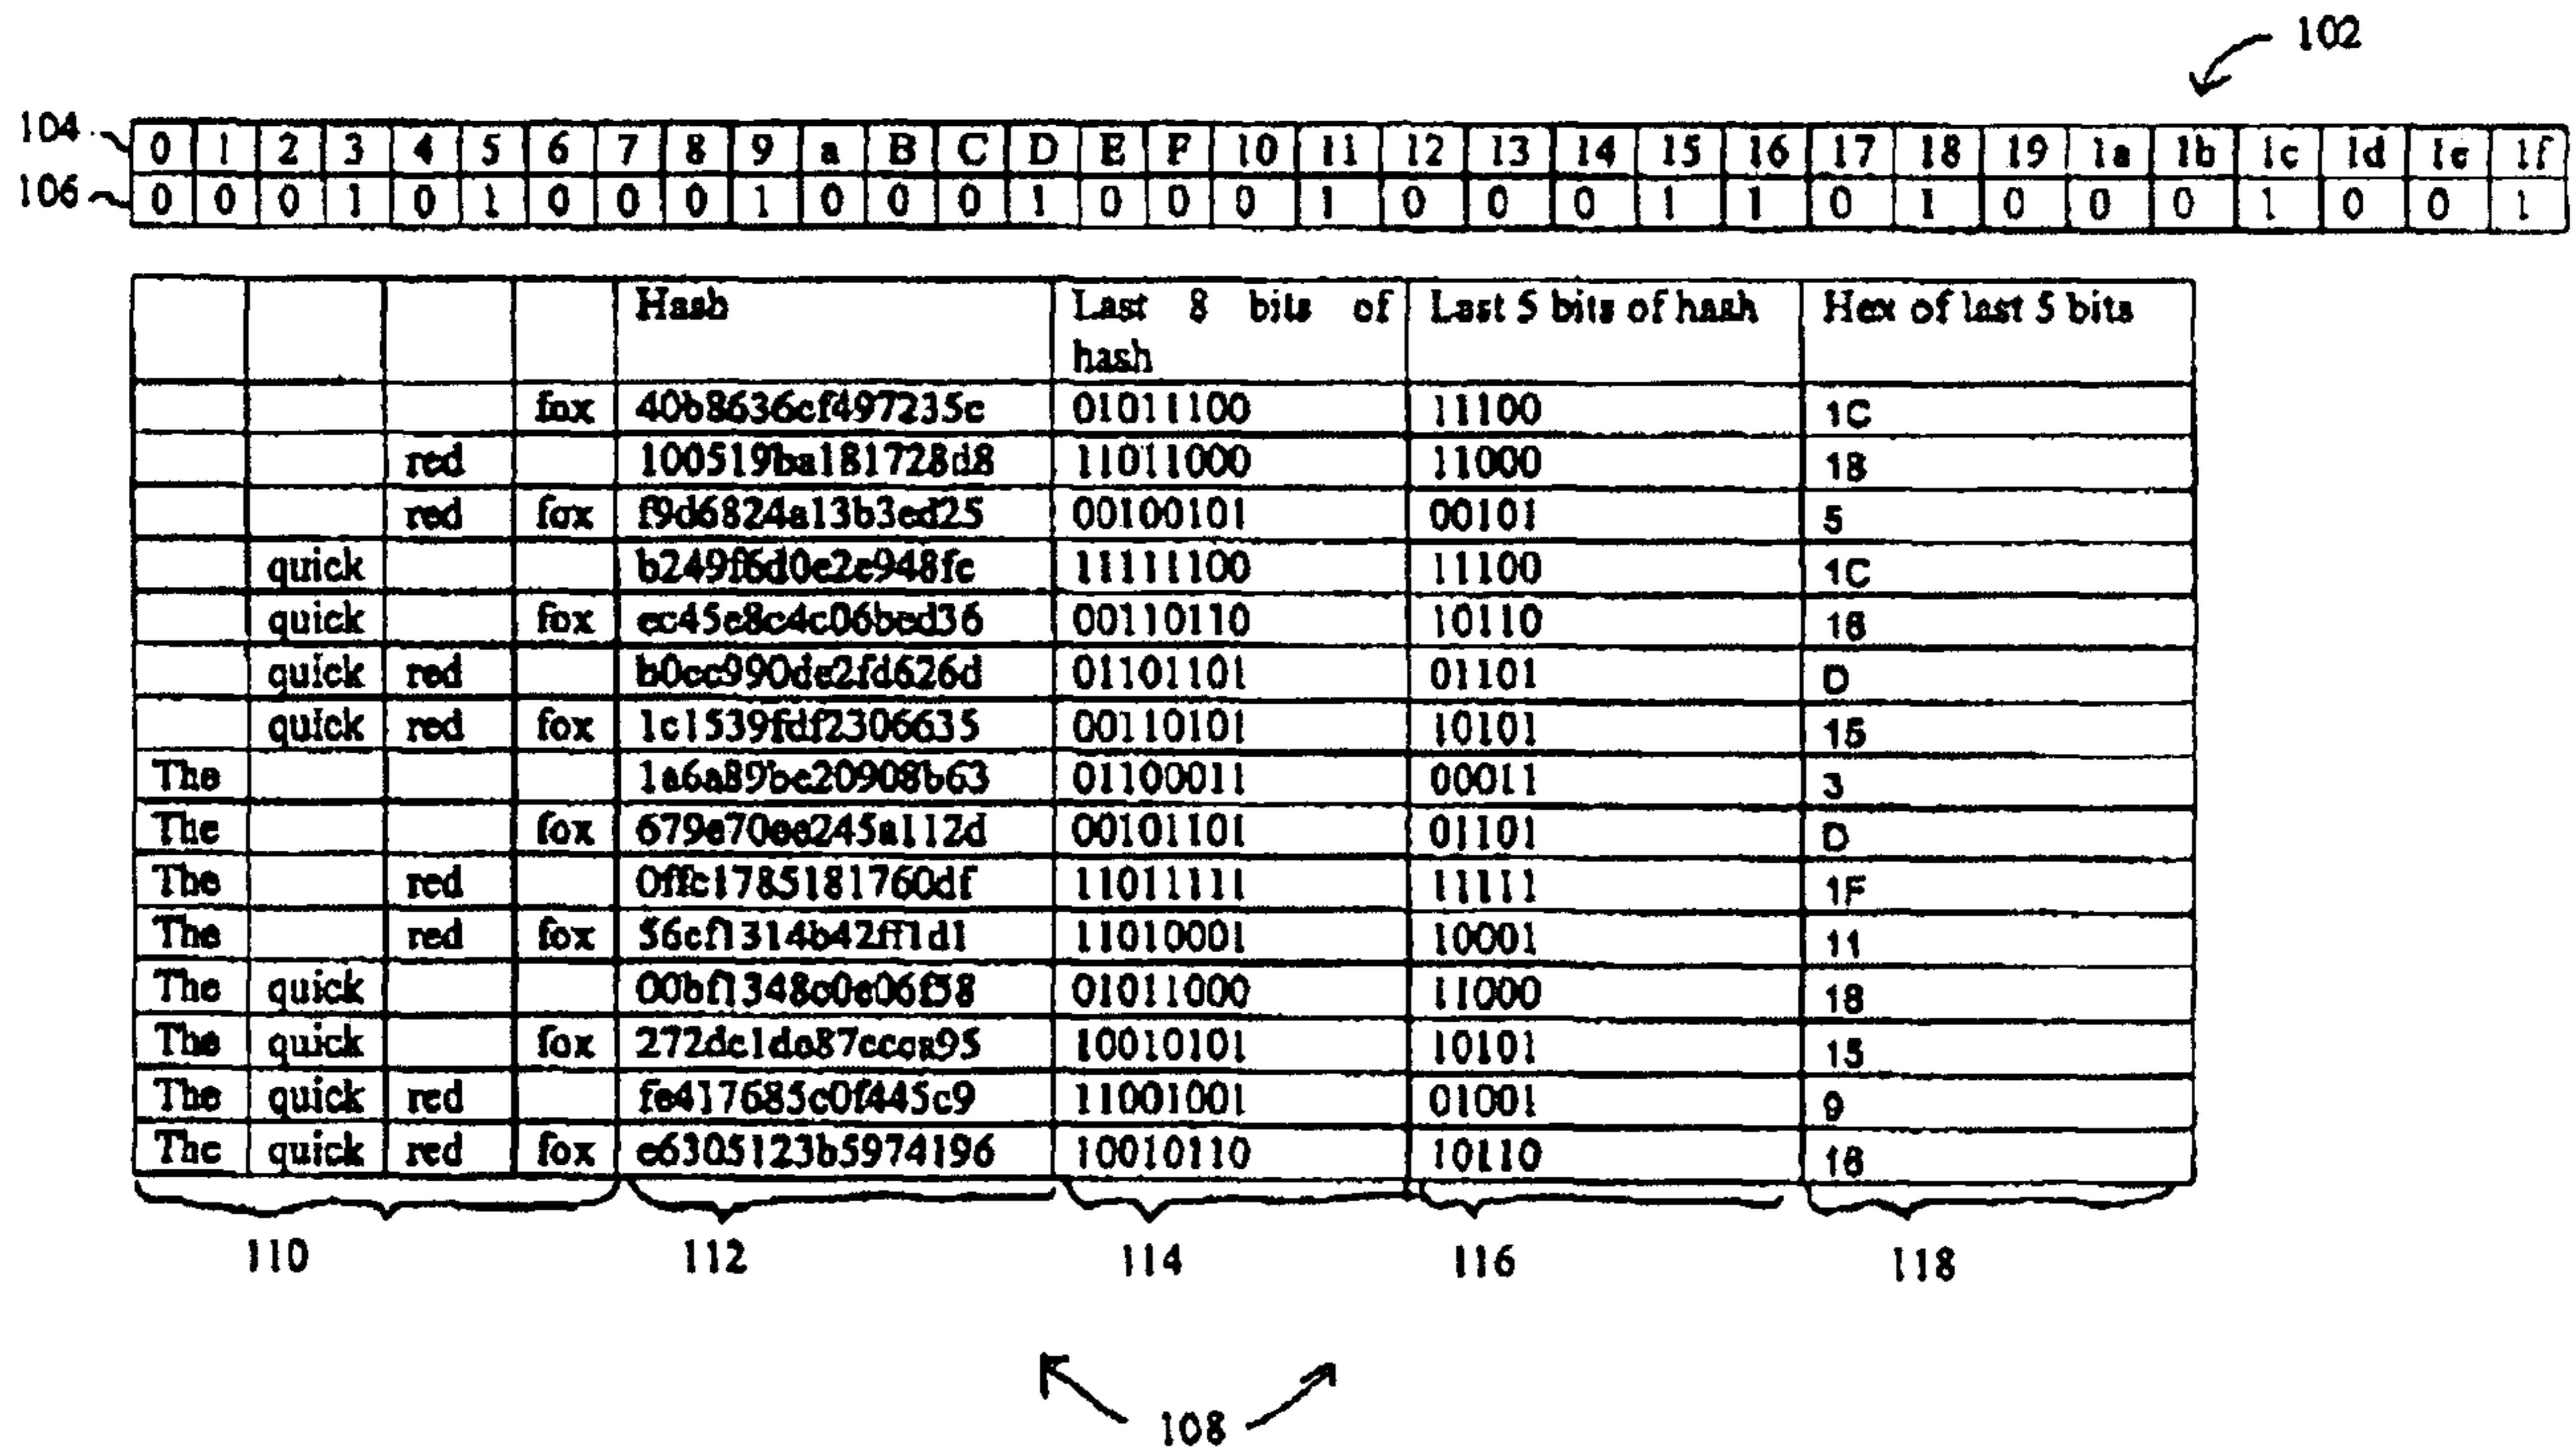 102
104 0 1 2 3 4 5 6 7 8 9 a B C D E F 10 11 12 13 14 15 16 17 18 19 1a 1b 1c 1d 1e 1f
106 0 0 0 1 0 1 0 0 0 1 0 0 0 1 0 0 0 1 0 0 0 1 1 0 1 0 0 0 1 0 0 1
Hash Last 8 bits of Last 5 bits of hash Hex of last 5 bits
hash
fox 40b8636cf497235c 01011100 11100 1C
red 100519ba181728d8 11011000 11000 18
red fox f9d6824a13b3ed25 00100101 00101 5
quick b249f6d0e2e948fc 11111100 11100 1C
quick fox ec45e8c4c06bed36 00110110 10110 16
quick red b0cc990de2fd626d 01101101 01101 D
quick red fox 1c1539fdf2306635 00110101 10101 15
The 1a6a89be20908b63 01100011 00011 3
The fox 679e70ee245a112d 00101101 01101 D
The red 0ffc1785181760df 11011111 11111 1F
The red fox 56cf1314b42ff1d1 11010001 10001 11
The quick 00bf1348c0e06f58 01011000 11000 18
The quick fox 10010101 10101 15
The quick red fe417685c0f445c9 11001001 01001 9
The quick red fox e6305123b5974196 10010110 10110 16
110 112 114 116 118
108